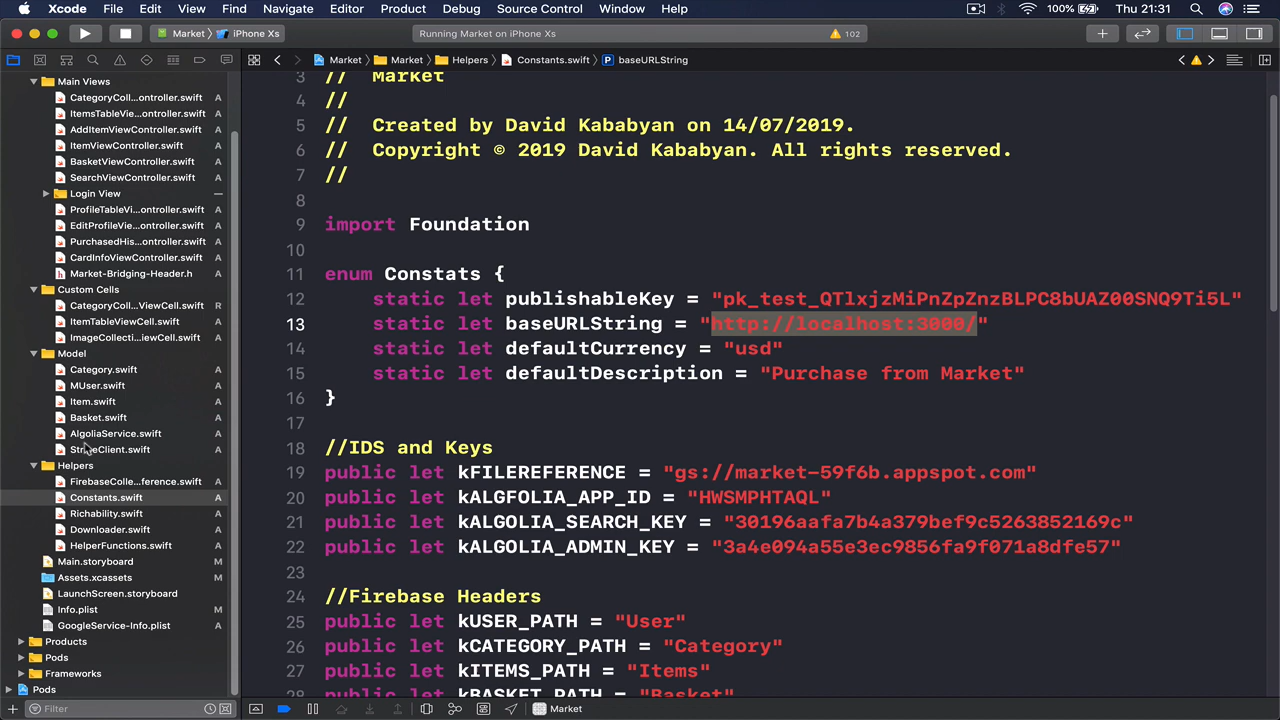 Xcode File Edit View Find Navigate Editor Product Debug Source Control Window Help 100% Thu 21:31
Market iPhone Xs Running Market on iPhone Xs 102
Market Market Helpers Constants.swift P baseURLString
Main Views
CategoryColl...ontroller.swift A
ItemsTableVie...ontroller.swift A
AddItemViewController.swift A
ItemViewController.swift A
BasketViewController.swift A
SearchViewController.swift A
Login View
ProfileTableVi...ontroller.swift A
EditProfileVie...ontroller.swift A
PurchasedHis...ontroller.swift A
CardInfoViewController.swift A
Market-Bridging-Header.h A
Custom Cells
CategoryColl...ViewCell.swift R
ItemTableViewCell.swift A
ImageCollecti...ewCell.swift A
Model
Category.swift A
MUser.swift A
Item.swift A
Basket.swift A
AlgoliaService.swift A
StripeClient.swift A
Helpers
FirebaseColle...ference.swift A
Constants.swift A
Richability.swift A
Downloader.swift A
HelperFunctions.swift A
Main.storyboard M
Assets.xcassets M
LaunchScreen.storyboard M
Info.plist M
GoogleService-Info.plist A
Products
Pods
Frameworks
Pods
Filter
3 // Market
4 //
5 // Created by David Kababyan on 14/07/2019.
6 // Copyright © 2019 David Kababyan. All rights reserved.
7 //
8
9 import Foundation
10
11 enum Constats {
12 static let publishableKey = "pk_test_QTlxjzMiPnZpZnzBLPC8bUAZ00SNQ9Ti5L"
13 static let baseURLString = "http://localhost:3000/"
14 static let defaultCurrency = "usd"
15 static let defaultDescription = "Purchase from Market"
16 }
17
18 //IDS and Keys
19 public let kFILEREFERENCE = "gs://market-59f6b.appspot.com"
20 public let kALGFOLIA_APP_ID = "HWSMPHTAQL"
21 public let kALGOLIA_SEARCH_KEY = "30196aafa7b4a379bef9c5263852169c"
22 public let kALGOLIA_ADMIN_KEY = "3a4e094a55e3ec9856fa9f071a8dfe57"
23
24 //Firebase Headers
25 public let kUSER_PATH = "User"
26 public let kCATEGORY_PATH = "Category"
27 public let kITEMS_PATH = "Items"
28 public let kBASKET_PATH = "Basket"
Market